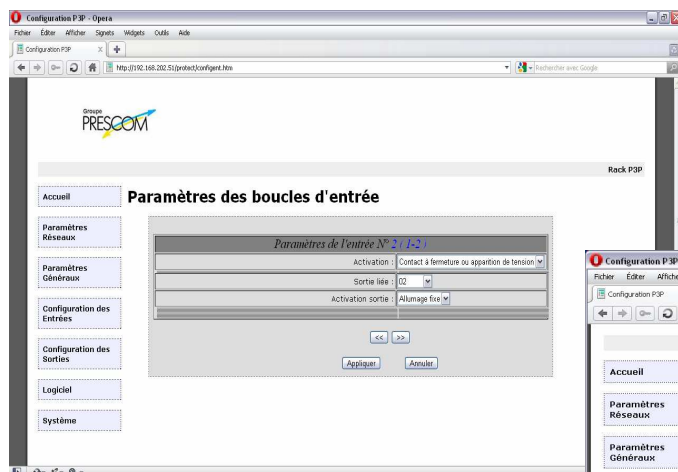 Configuration P3P - Opera
Fichier Éditer Afficher Signets Widgets Outils Aide
Configuration P3P
http://192.168.202.51/protect/configent.htm
Rechercher avec Google
Groupe
PRESCOM
Rack P3P
Accueil
Paramètres des boucles d'entrée
Paramètres
Réseaux
Paramètres
Généraux
Configuration des
Entrées
Configuration des
Sorties
Logiciel
Système
Paramètres de l'entrée N° 2 ( 1-2 )
Activation : Contact à fermeture ou apparition de tension
Sortie liée : 02
Activation sortie : Allumage fixe
<< >>
Appliquer Annuler
Configuration P3P
Fichier Éditer Affiche
Configuration P3P
Accueil
Paramètres
Réseaux
Paramètres
Généraux